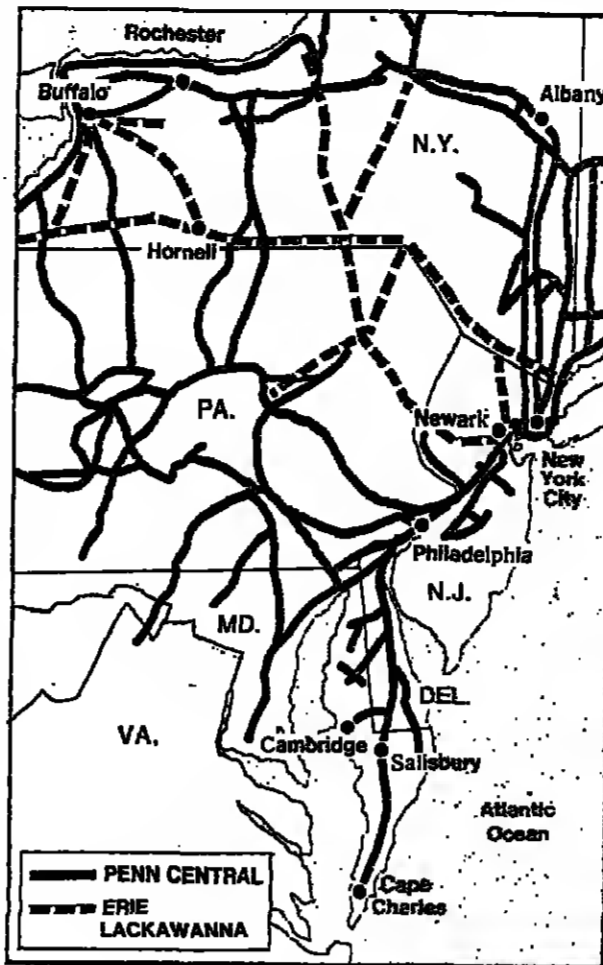 Rochester
Buffalo
Albany
N.Y.
Hornell
PA.
Newark
New
York
City
Philadelphia
N.J.
MD.
DEL.
VA.
Cambridge
Salisbury
Atlantic
Ocean
Cape
Charles
PENN CENTRAL
ERIE
LACKAWANNA